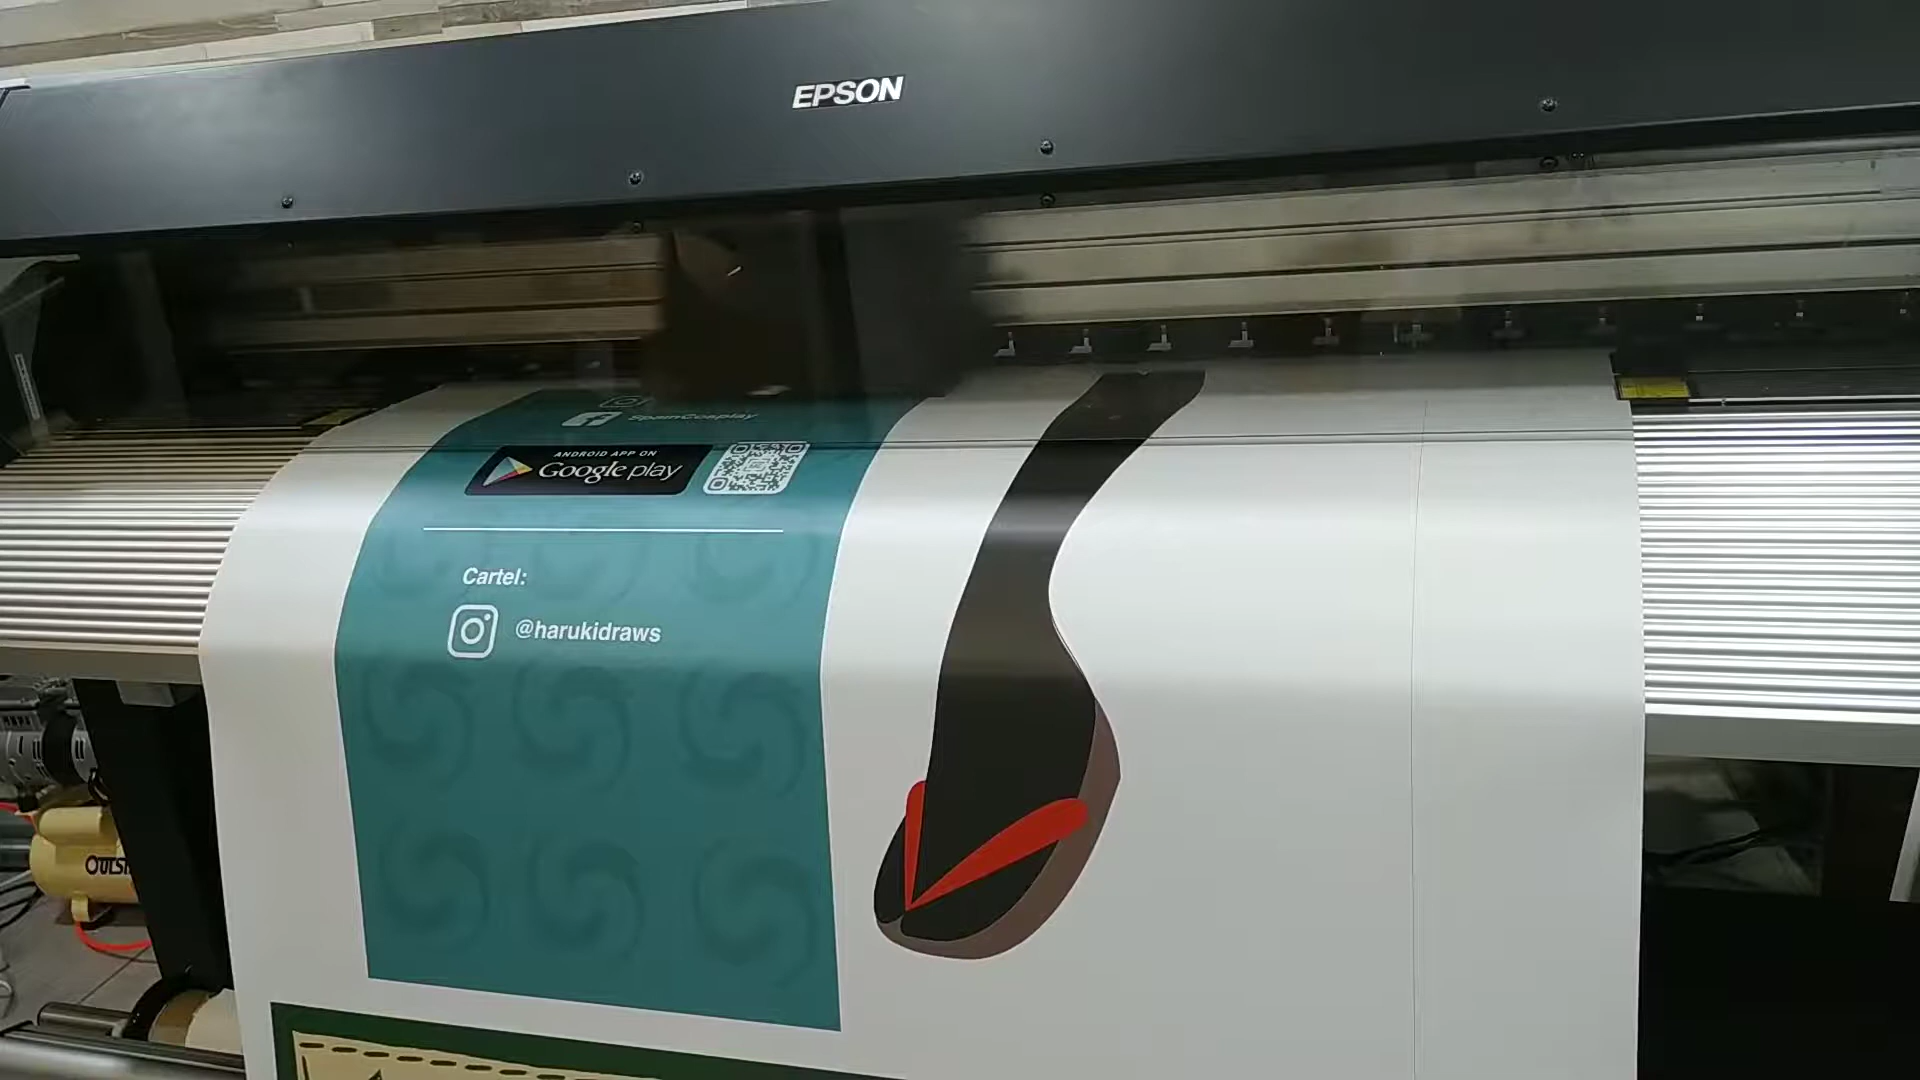 EPSON
SpainCosplay
ANDROID APP ON
Google play
Cartel:
@harukidraws